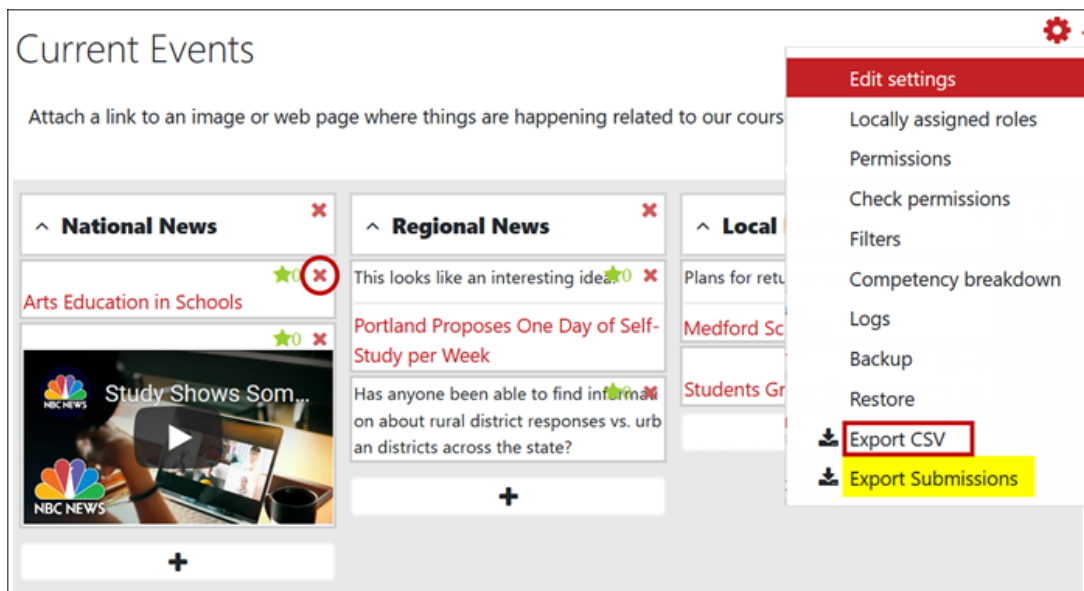 Current Events
Attach a link to an image or web page where things are happening related to our cours
National News
0
Arts Education in Schools
0
Study Shows Som...
NBC NEWS
NBC NEWS
Regional News
This looks like an interesting idea. 0
Portland Proposes One Day of Self-
Study per Week
Has anyone been able to find informati
on about rural district responses vs. urb
an districts across the state?
Local
Plans for retu
Medford Sc
Students Gr
Edit settings
Locally assigned roles
Permissions
Check permissions
Filters
Competency breakdown
Logs
Backup
Restore
Export CSV
Export Submissions